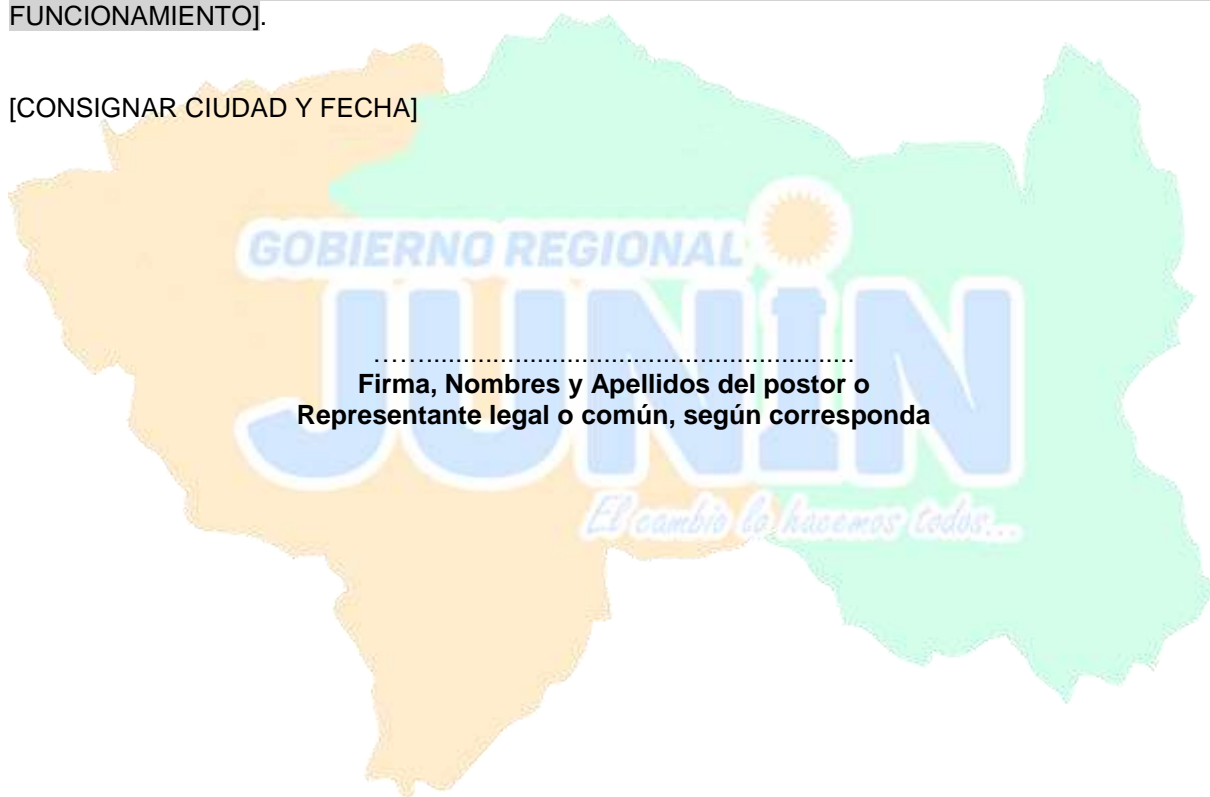 FUNCIONAMIENTO].
[CONSIGNAR CIUDAD Y FECHA]
GOBIERNO REGIONAL
JUNÍN
…….........................................................
Firma, Nombres y Apellidos del postor o
Representante legal o común, según corresponda
El cambio lo hacemos todos...